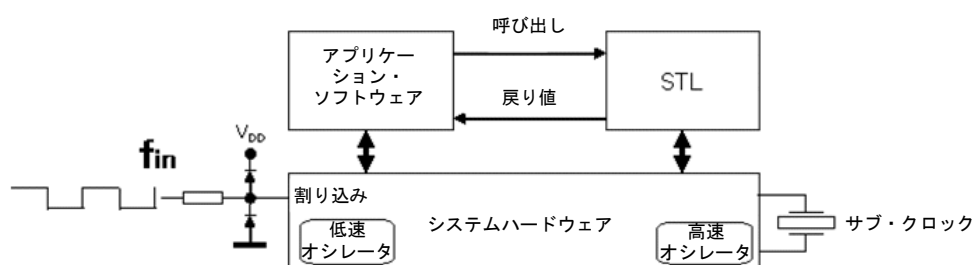 呼び出し
アプリケー
ション・
ソフトウェア
STL
戻り値
VDD
fin
割り込み
システムハードウェア
低速
オシレータ
高速
オシレータ
サブ・クロック